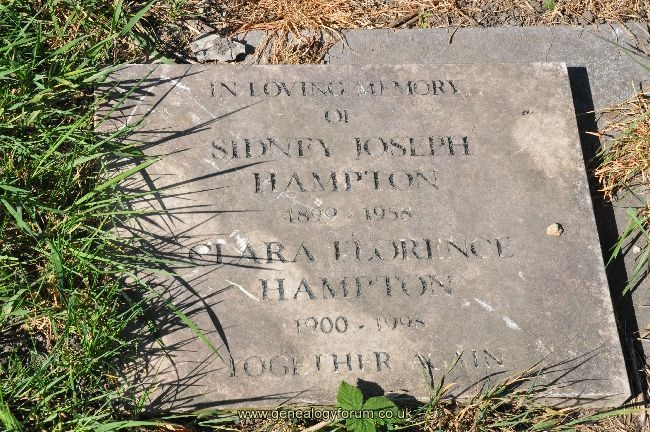 IN LOVING MEMORY
OF
SIDNEY JOSEPH
HAMPTON
1899 - 1958
CLARA FLORENCE
HAMPTON
1900 - 1998
TOGETHER AGAIN
www.genealogyforum.co.uk